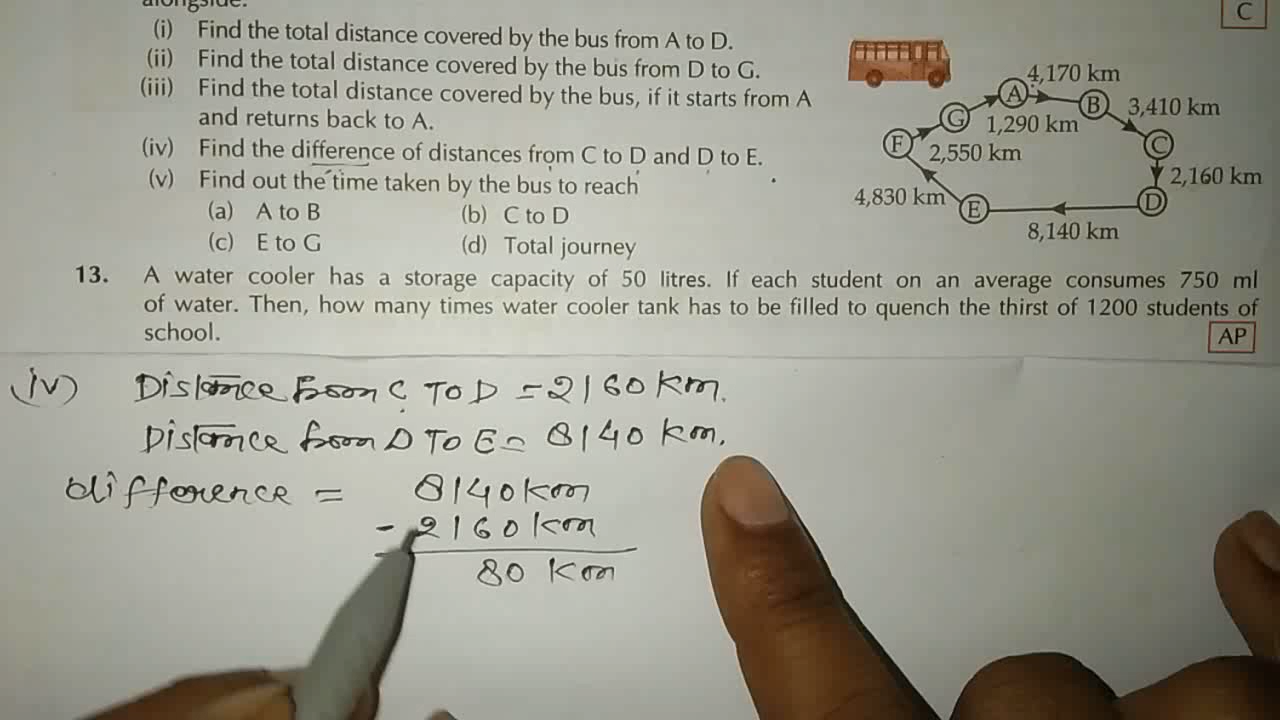 alongside.
C
(i) Find the total distance covered by the bus from A to D.
(ii) Find the total distance covered by the bus from D to G.
(iii) Find the total distance covered by the bus, if it starts from A
and returns back to A.
(iv) Find the difference of distances from C to D and D to E.
(v) Find out the time taken by the bus to reach
(a) A to B (b) C to D
(c) E to G (d) Total journey
4,170 km
A B 3,410 km
G 1,290 km
F 2,550 km C
2,160 km
4,830 km E D
8,140 km
13. A water cooler has a storage capacity of 50 litres. If each student on an average consumes 750 ml
of water. Then, how many times water cooler tank has to be filled to quench the thirst of 1200 students of
school.
AP
(iv) Distance from C To D = 2160 km.
Distance from D To E = 8140 km.
difference = 8140 km
- 2160 km
80 km